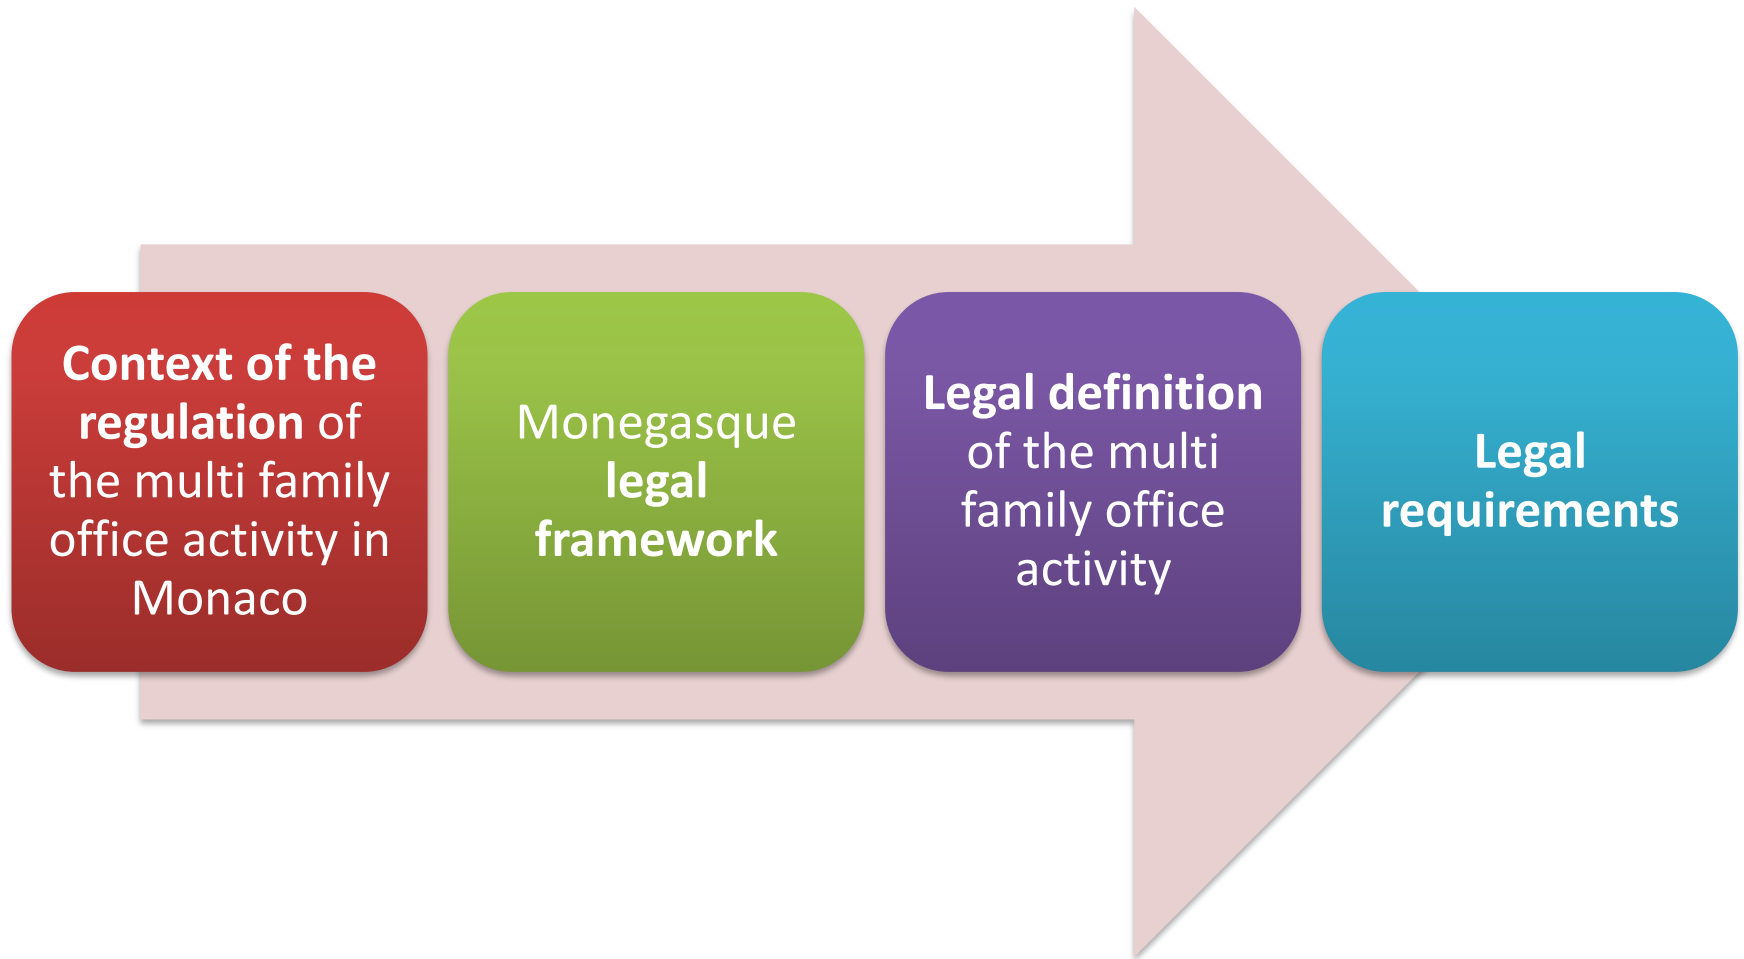 Context of the
regulation of
the multi family
office activity in
Monaco
Monegasque
legal
framework
Legal definition
of the multi
family office
activity
Legal
requirements